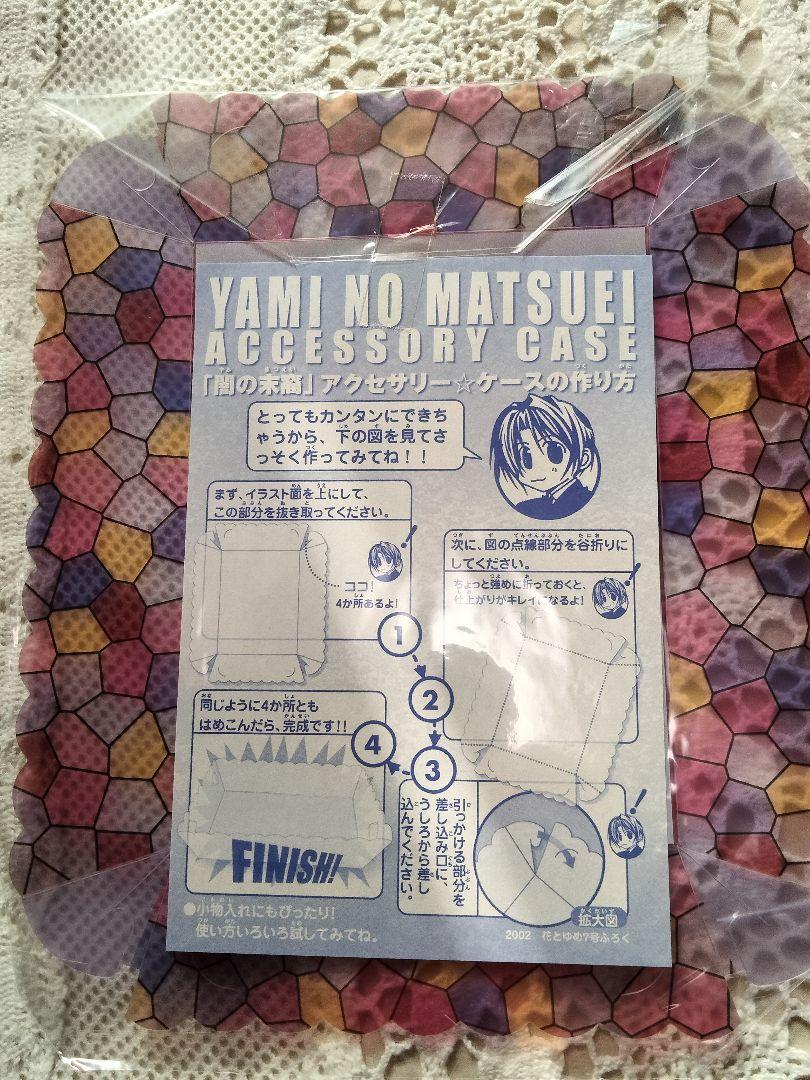 YAMI NO MATSUEI
ACCESSORY CASE
「闇の末裔」アクセサリー☆ケースの作り方
とってもカンタンにできち
ゃうから、下の図を見てさ
っそく作ってみてね！！
まず、イラスト面を上にして、
この部分を抜き取ってください。
ココ！
4か所あるよ！
1
次に、図の点線部分を谷折りに
してください。
ちょっと強めに折っておくと、
仕上がりがキレイになるよ！
2
3
引っかける部分を
差し込み口に、
うしろから差し
込んでください。
拡大図
4
同じように4か所とも
はめこんだら、完成です!!
FINISH!
●小物入れにもぴったり!
使い方いろいろ試してみてね。
2002 花とゆめ7号ふろく